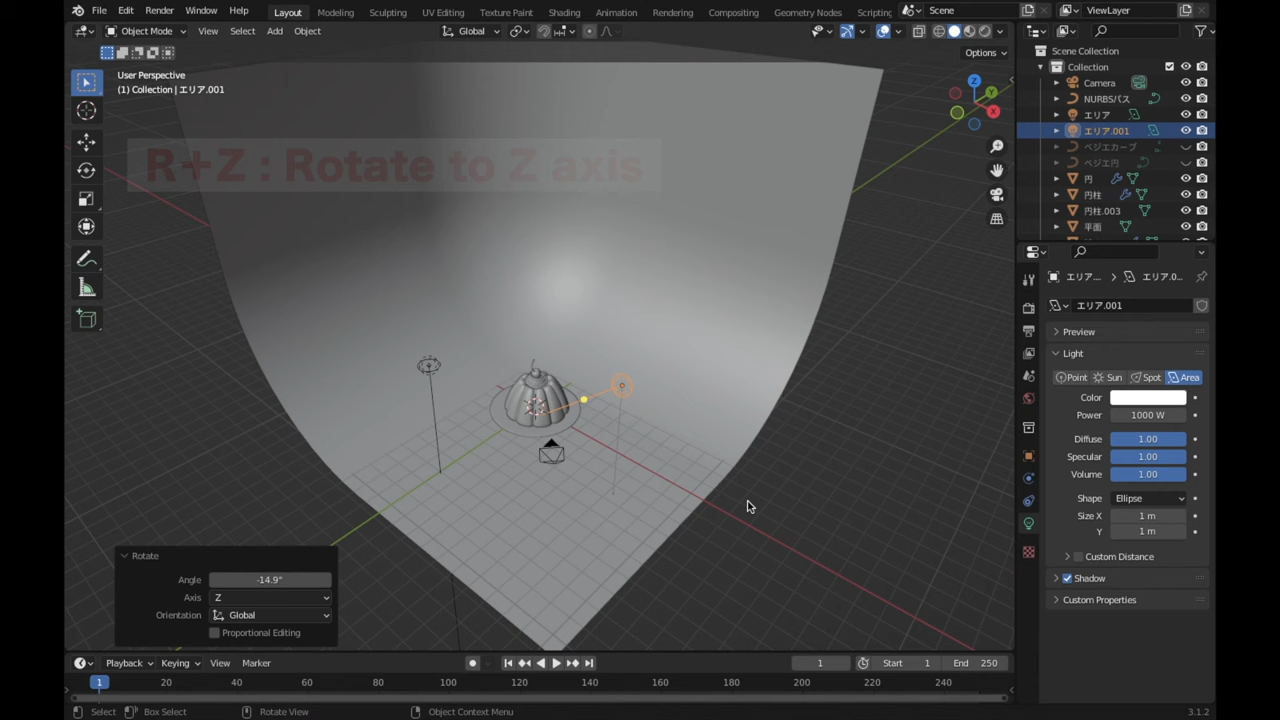 File Edit Render Window Help Layout Modeling Sculpting UV Editing Texture Paint Shading Animation Rendering Compositing Geometry Nodes Scripting Scene ViewLayer
Object Mode View Select Add Object Global
Options
User Perspective
(1) Collection | エリア.001
R+Z : Rotate to Z axis
Z
Y
X
Scene Collection
Collection
Camera
NURBSパス
エリア
エリア.001
ベジエカーブ
ベジエ円
円
円柱
円柱.003
平面
エリア... > エリア.0...
エリア.001
Preview
Light
Point Sun Spot Area
Color
Power 1000 W
Diffuse 1.00
Specular 1.00
Volume 1.00
Shape Ellipse
Size X 1 m
Y 1 m
Custom Distance
Shadow
Custom Properties
Rotate
Angle -14.9°
Axis Z
Orientation Global
Proportional Editing
Playback Keying View Marker 1 Start 1 End 250
1 20 40 60 80 100 120 140 160 180 200 220 240
Select Box Select Rotate View Object Context Menu 3.1.2